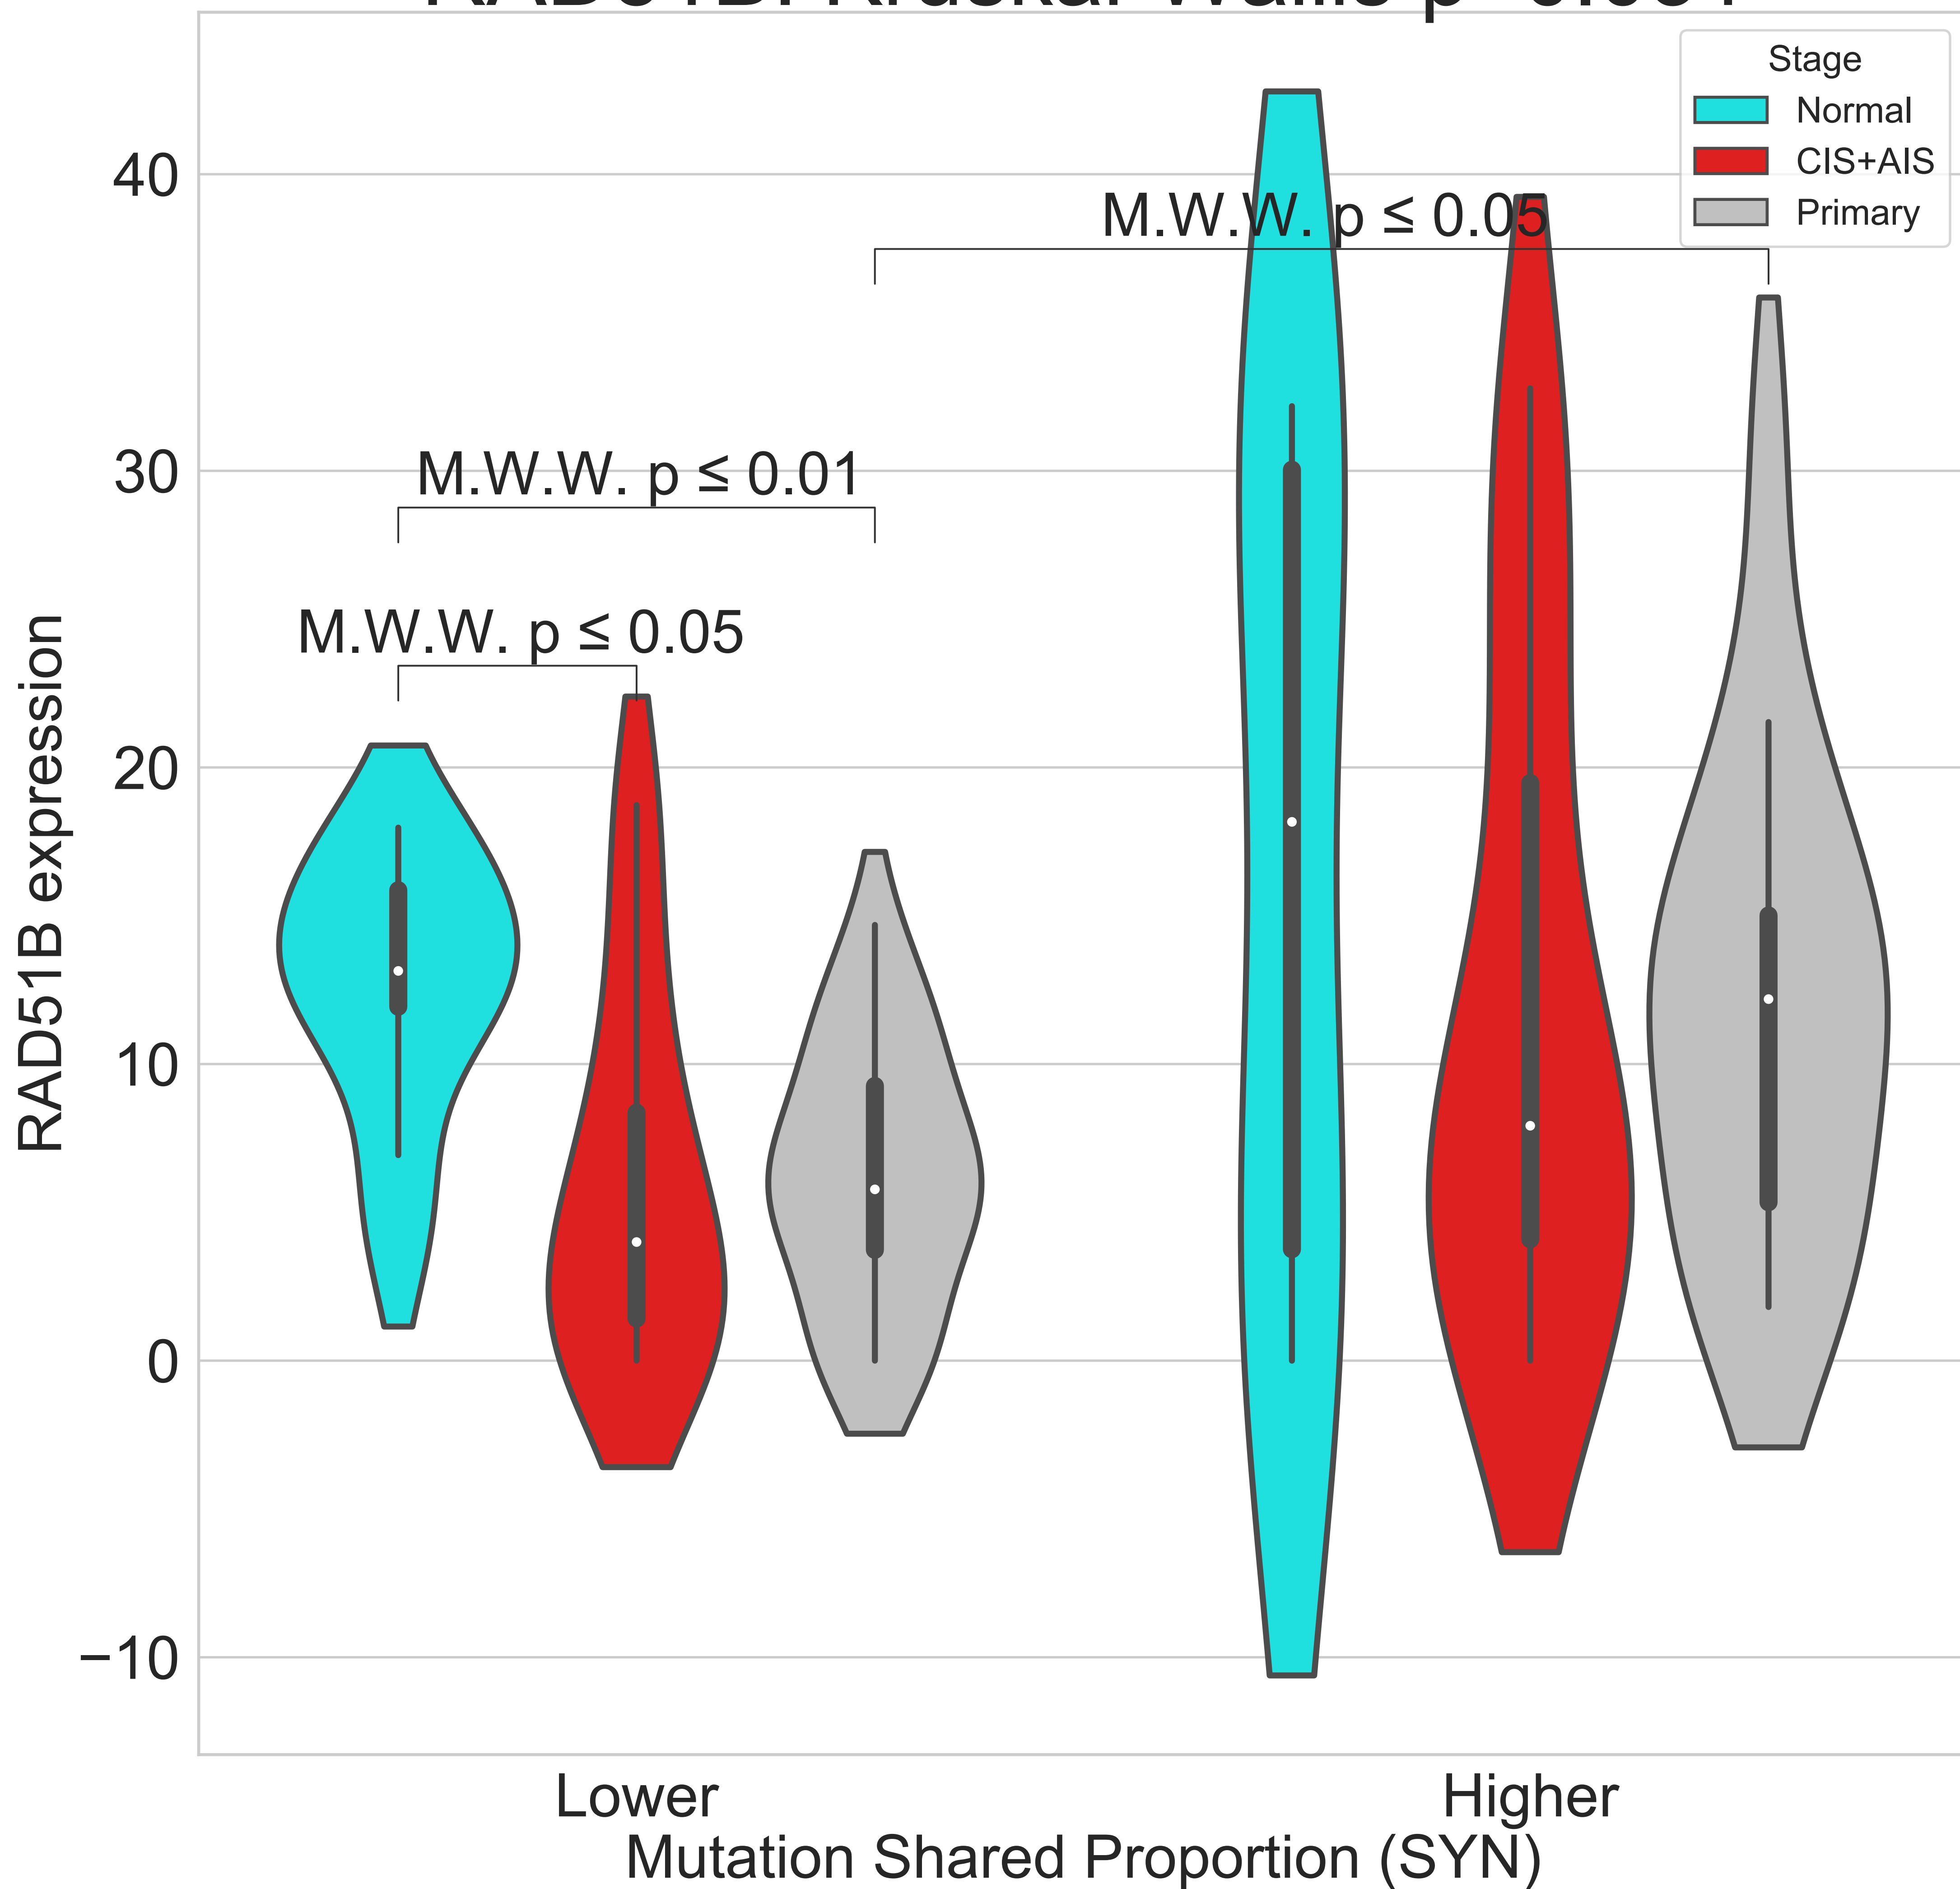 Stage
Normal
CIS+AIS
Primary
40
30
20
10
0
−10
RAD51B expression
M.W.W. p ≤ 0.05
M.W.W. p ≤ 0.01
M.W.W. p ≤ 0.05
Lower
Higher
Mutation Shared Proportion (SYN)